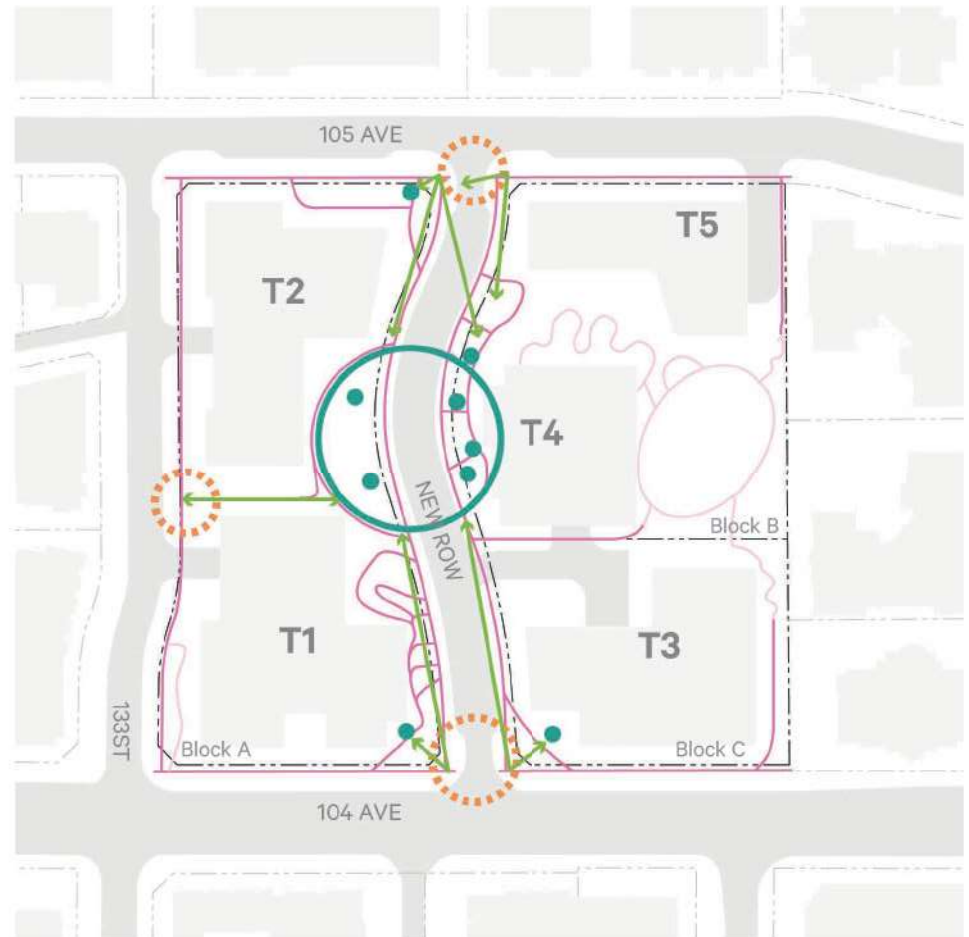 105 AVE
T5
T2
T4
NEW ROW
Block B
T1
T3
133ST
Block A
Block C
104 AVE